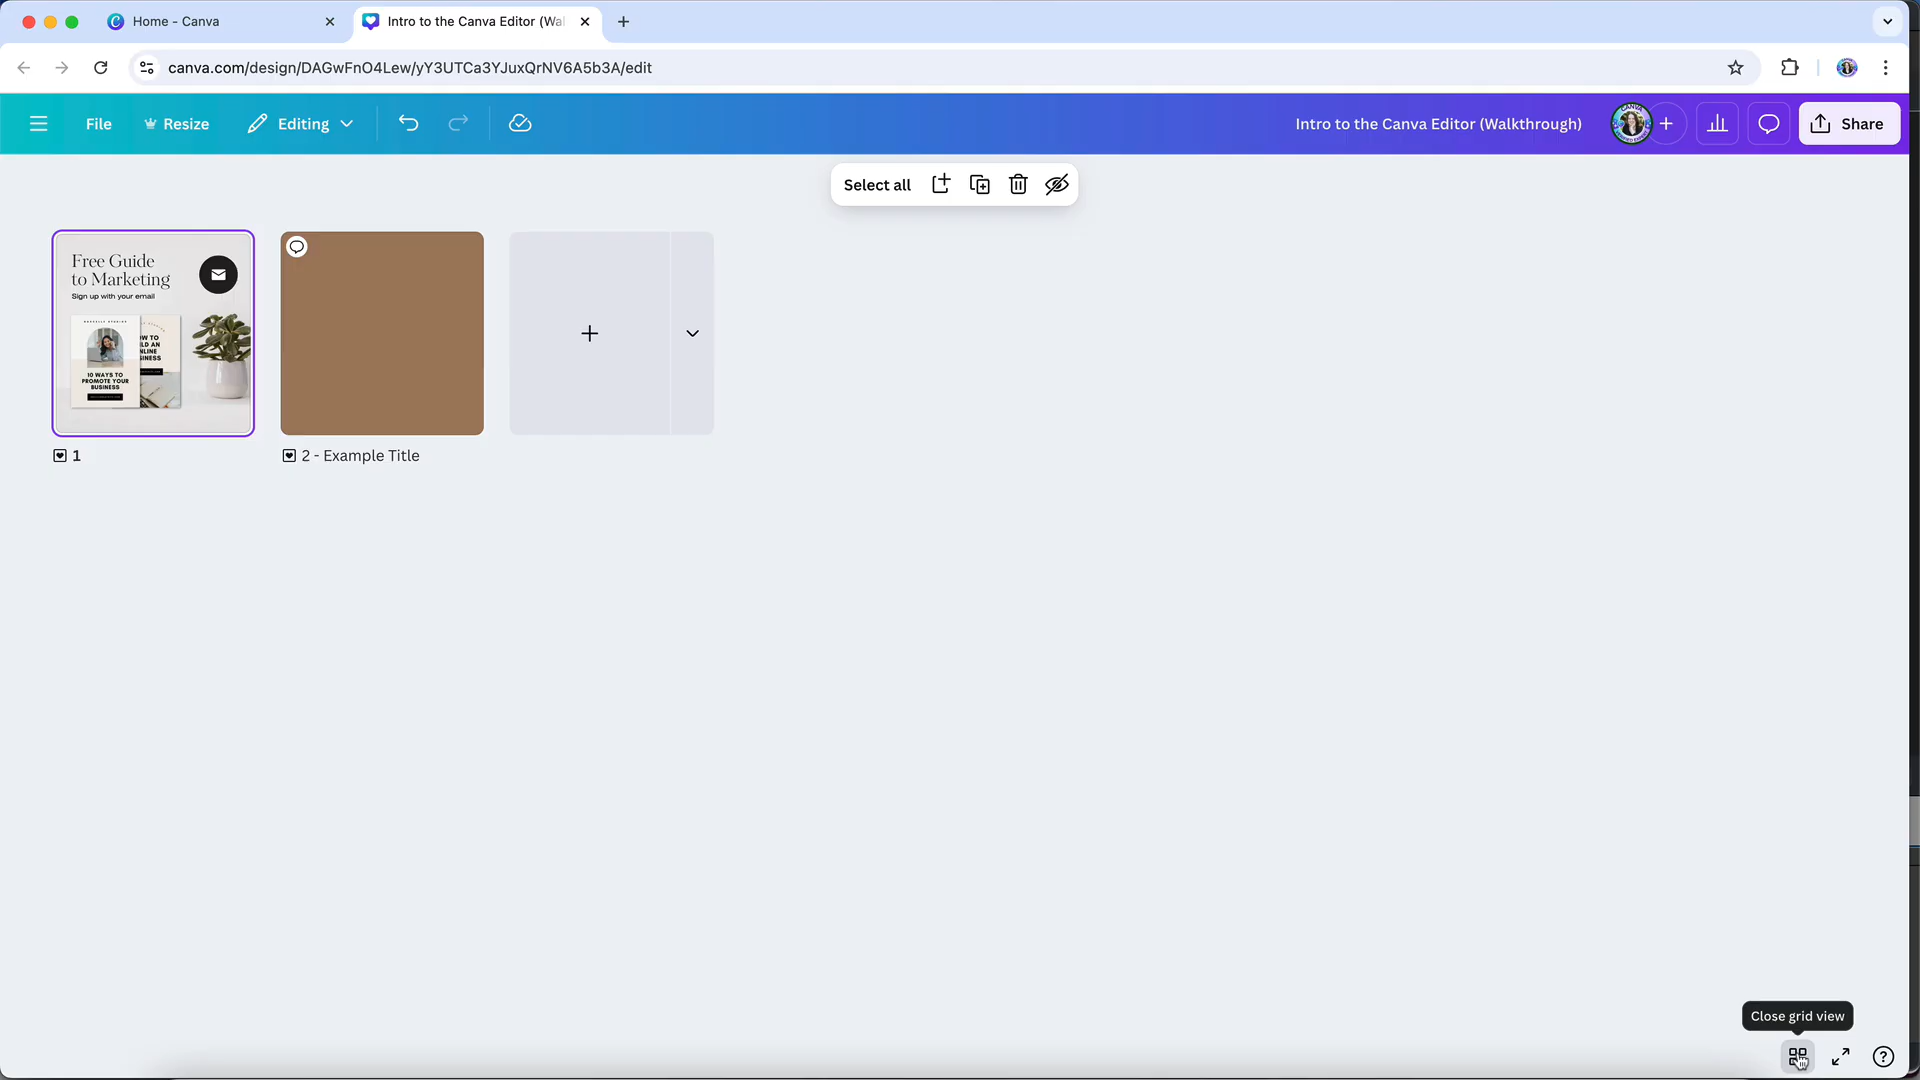 Home - Canva
Intro to the Canva Editor (Wal
canva.com/design/DAGwFnO4Lew/yY3UTCa3YJuxQrNV6A5b3A/edit
File
Resize
Editing
Intro to the Canva Editor (Walkthrough)
Share
Select all
Free Guide
to Marketing
Sign up with your email
10 WAYS TO
PROMOTE YOUR
BUSINESS
1
2 - Example Title
Close grid view